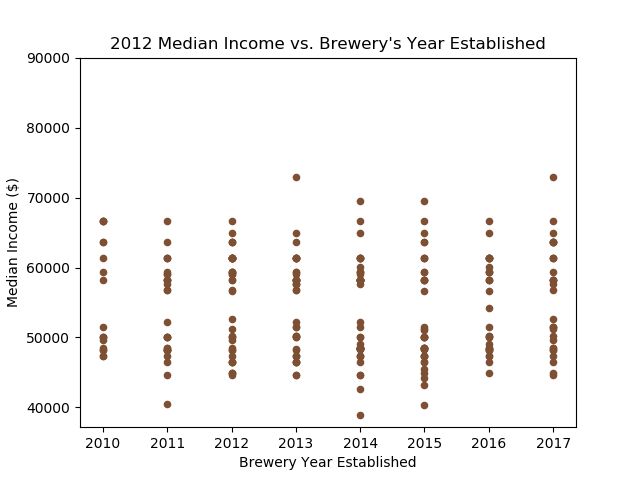 2012 Median Income vs. Brewery's Year Established
90000
80000
70000
60000
50000
40000
Median Income ($)
2010 2011 2012 2013 2014 2015 2016 2017
Brewery Year Established